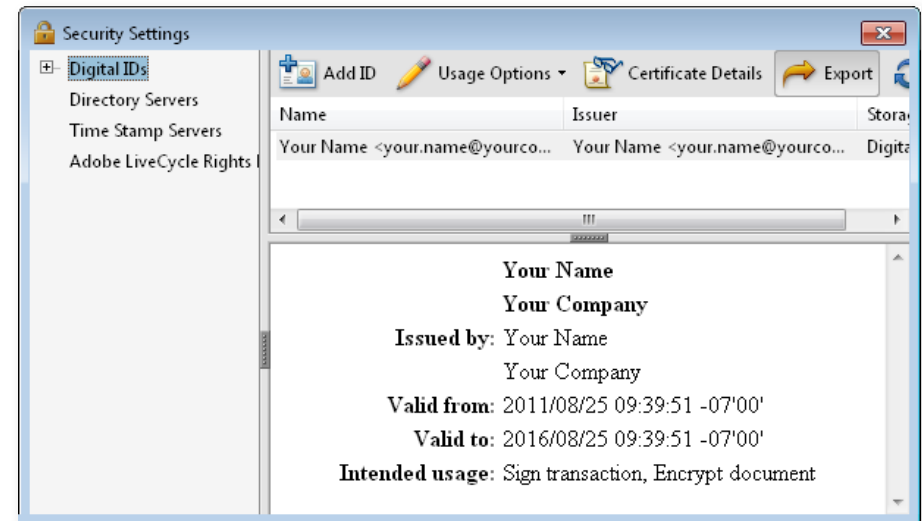 Security Settings
Digital IDs
Directory Servers
Time Stamp Servers
Adobe LiveCycle Rights
Add ID Usage Options Certificate Details Export
Name Issuer Stora
Your Name <your.name@yourco... Your Name <your.name@yourco... Digita
Your Name
Your Company
Issued by: Your Name
Your Company
Valid from: 2011/08/25 09:39:51 -07'00'
Valid to: 2016/08/25 09:39:51 -07'00'
Intended usage: Sign transaction, Encrypt document